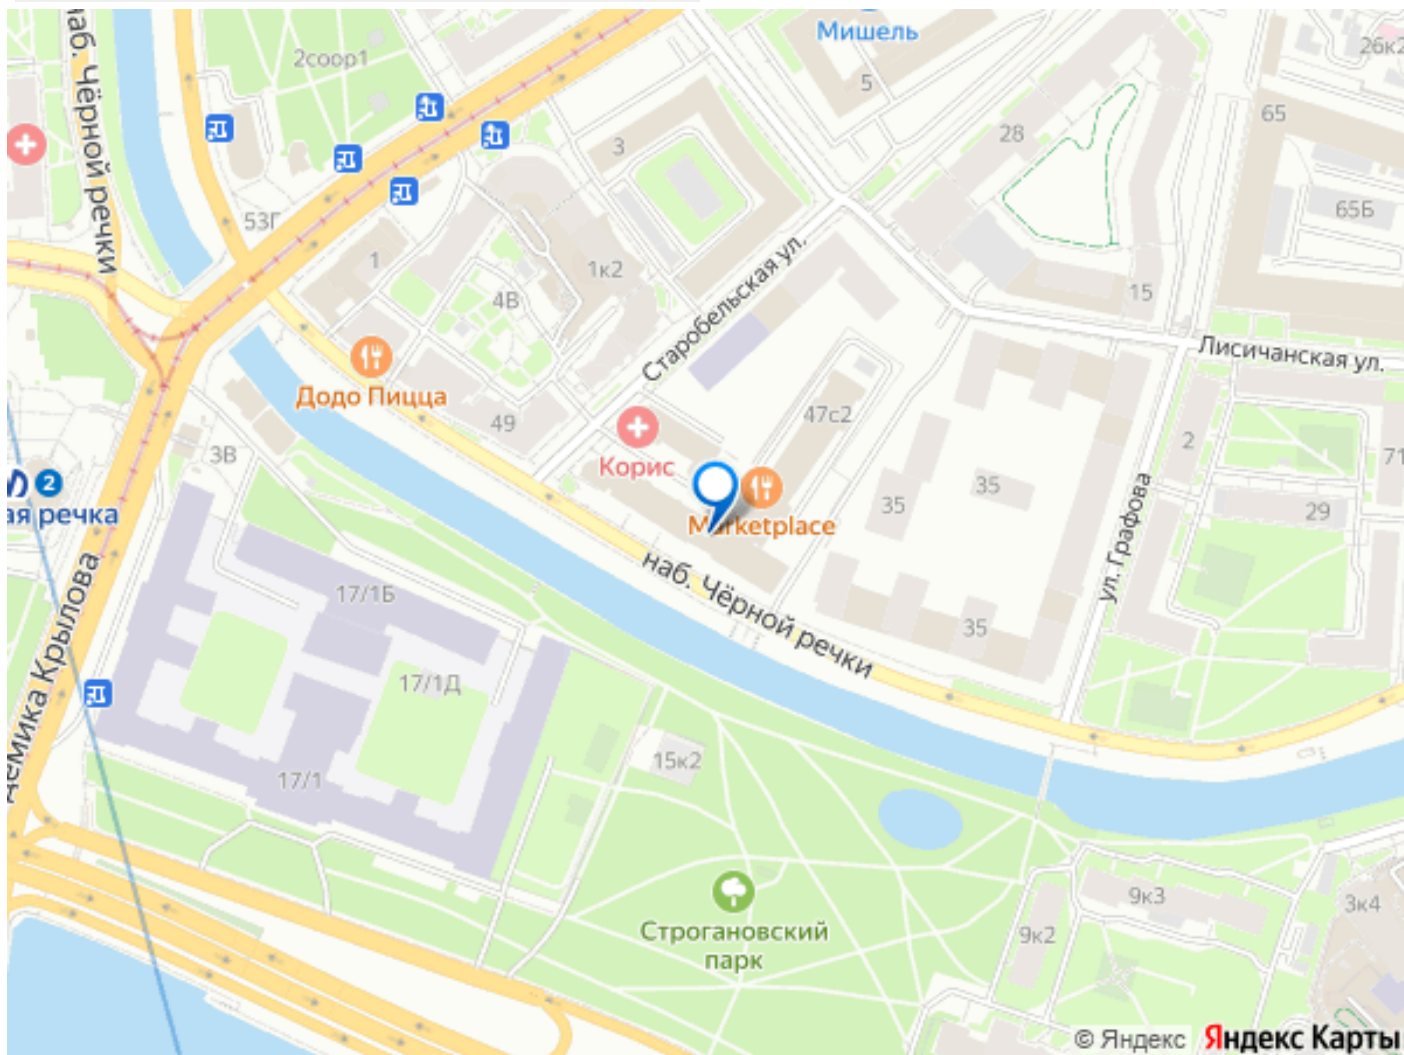 Мишель
26к2
2соор1
5
65
28
3
65Б
наб. Чёрной речки
53Г
1
1к2
4В
15
Старобельская ул.
Лисичанская ул.
Додо Пицца
49
47с2
2
71
3В
Корис
2
ая речка
35
35
29
Marketplace
ул. Графова
наб. Чёрной речки
17/1Б
35
17/1Д
демика Крылова
15к2
17/1
9к3
3к4
Строгановский
парк
9к2
© Яндекс Яндекс Карты